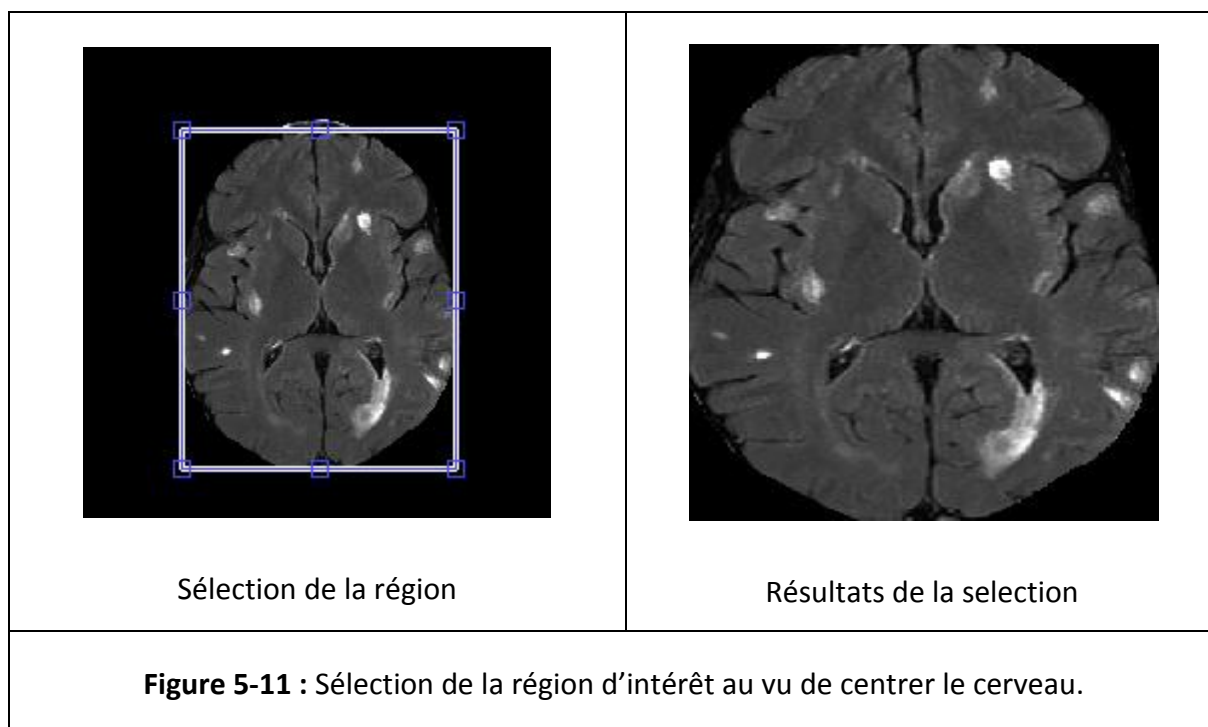 Sélection de la région
Résultats de la selection
Figure 5-11 : Sélection de la région d’intérêt au vu de centrer le cerveau.